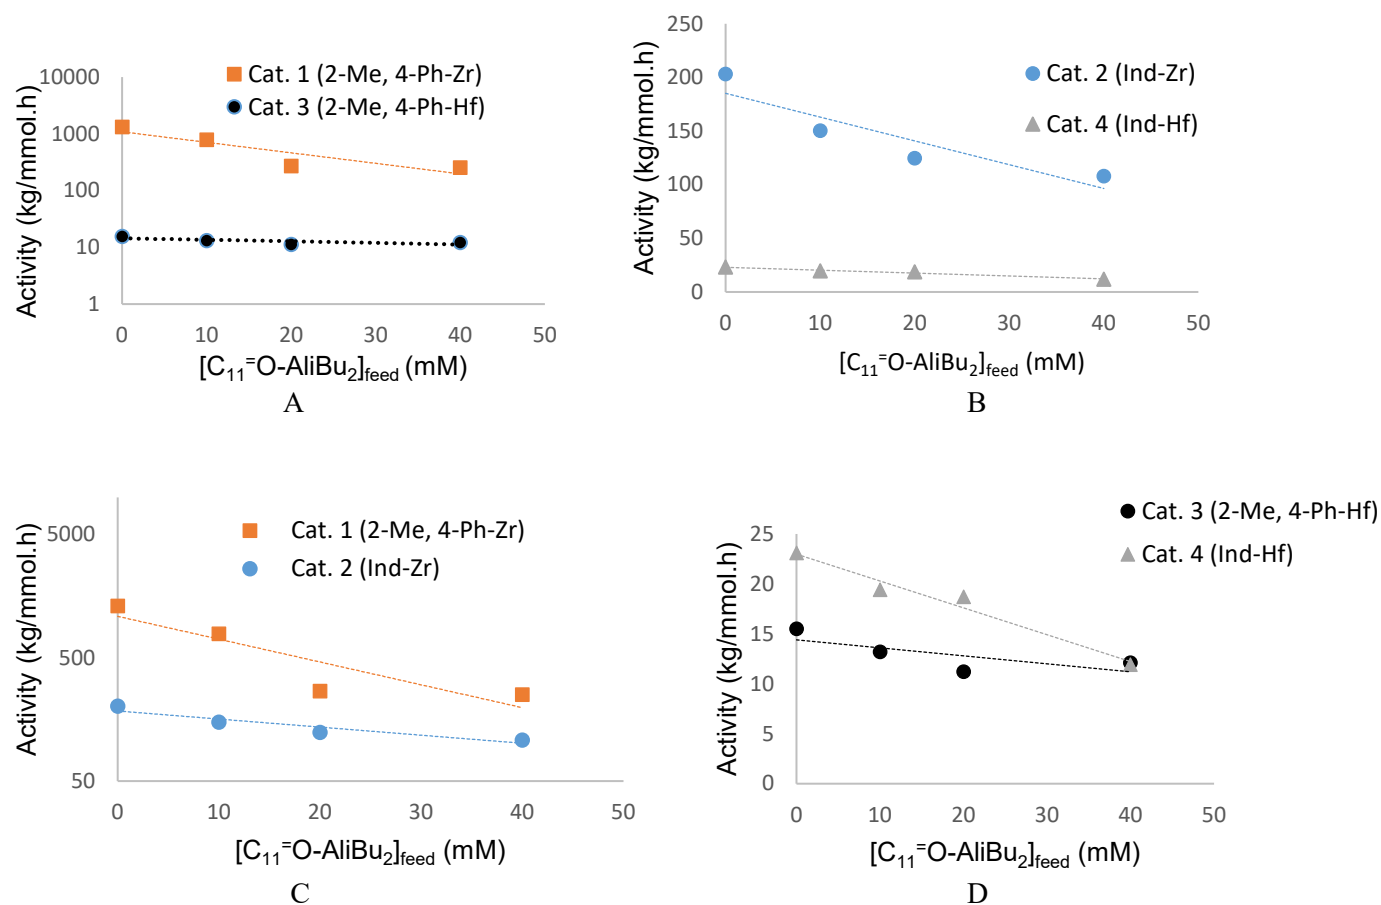 Cat. 1 (2-Me, 4-Ph-Zr)
Cat. 3 (2-Me, 4-Ph-Hf)
10000
1000
100
10
1
0 10 20 30 40 50
Activity (kg/mmol.h)
[C₁₁⁼O-AliBu₂]feed (mM)
A
250
200
150
100
50
0
0 10 20 30 40 50
Cat. 2 (Ind-Zr)
Cat. 4 (Ind-Hf)
Activity (kg/mmol.h)
[C₁₁⁼O-AliBu₂]feed (mM)
B
5000
500
50
0 10 20 30 40 50
Cat. 1 (2-Me, 4-Ph-Zr)
Cat. 2 (Ind-Zr)
Activity (kg/mmol.h)
[C₁₁⁼O-AliBu₂]feed (mM)
C
Cat. 3 (2-Me, 4-Ph-Hf)
Cat. 4 (Ind-Hf)
25
20
15
10
5
0
0 10 20 30 40 50
Activity (kg/mmol.h)
[C₁₁⁼O-AliBu₂]feed (mM)
D